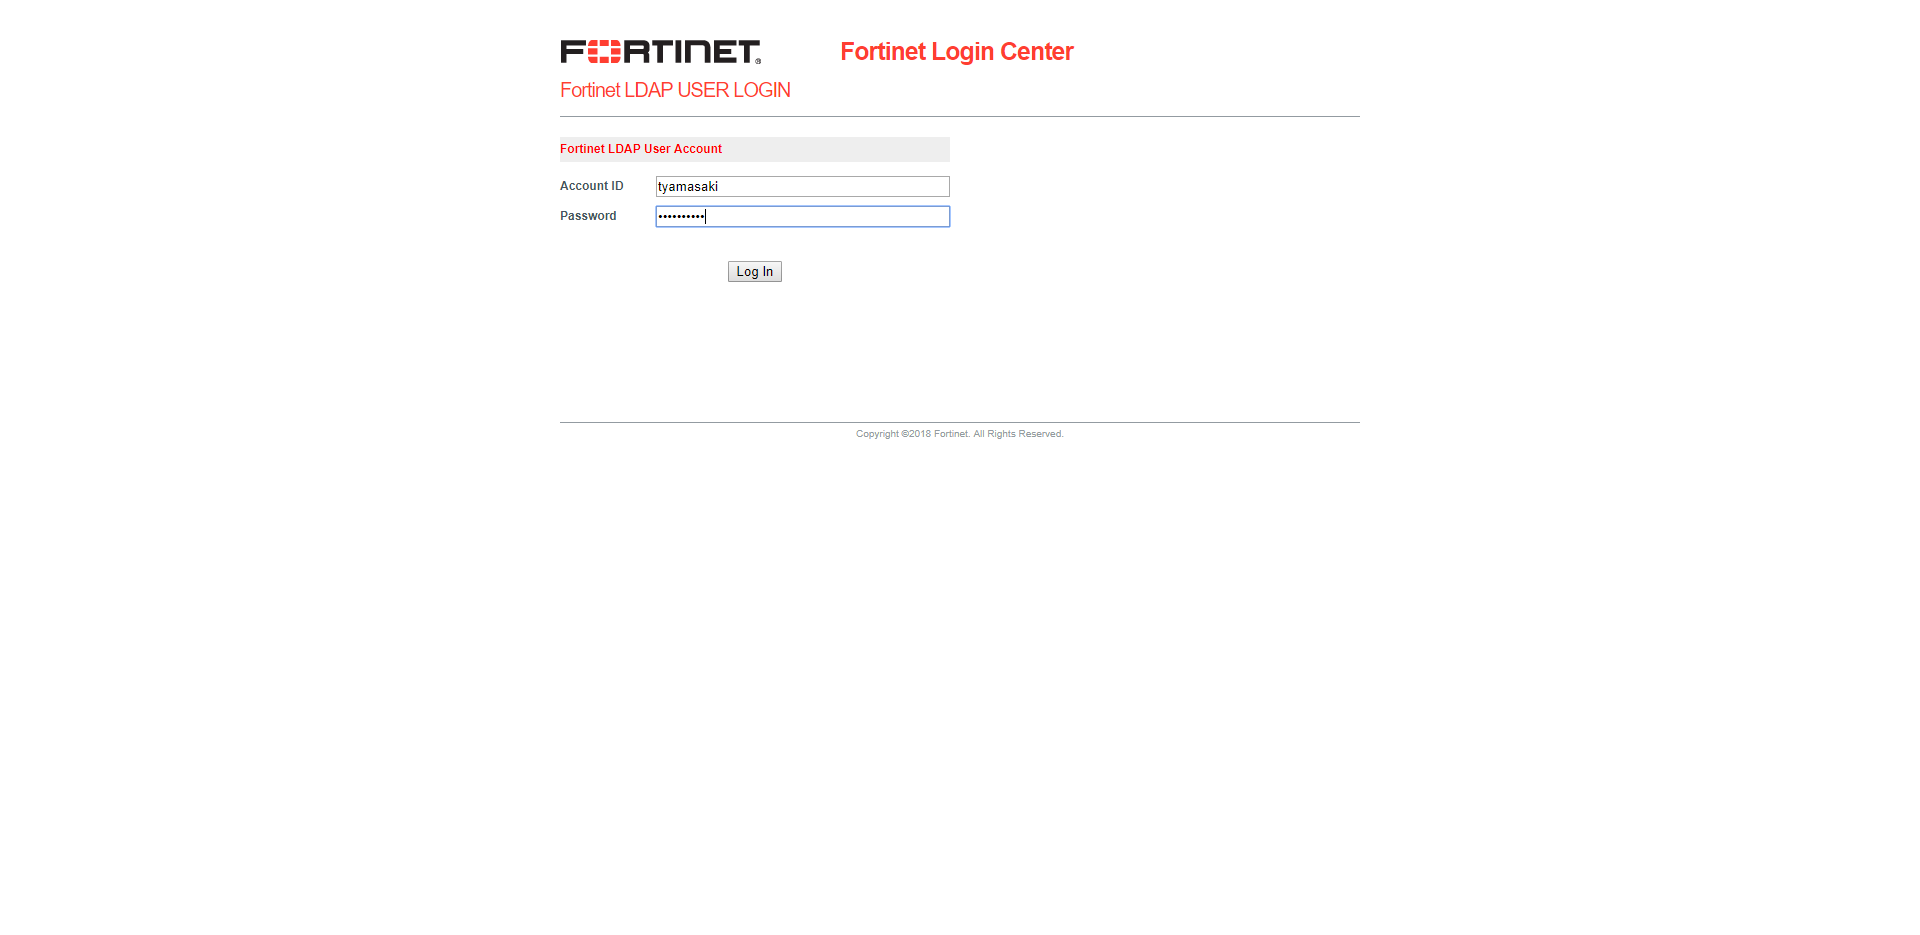 FORTINET®
Fortinet Login Center
Fortinet LDAP USER LOGIN
Fortinet LDAP User Account
Account ID
tyamasaki
Password
••••••••••
Log In
Copyright ©2018 Fortinet. All Rights Reserved.